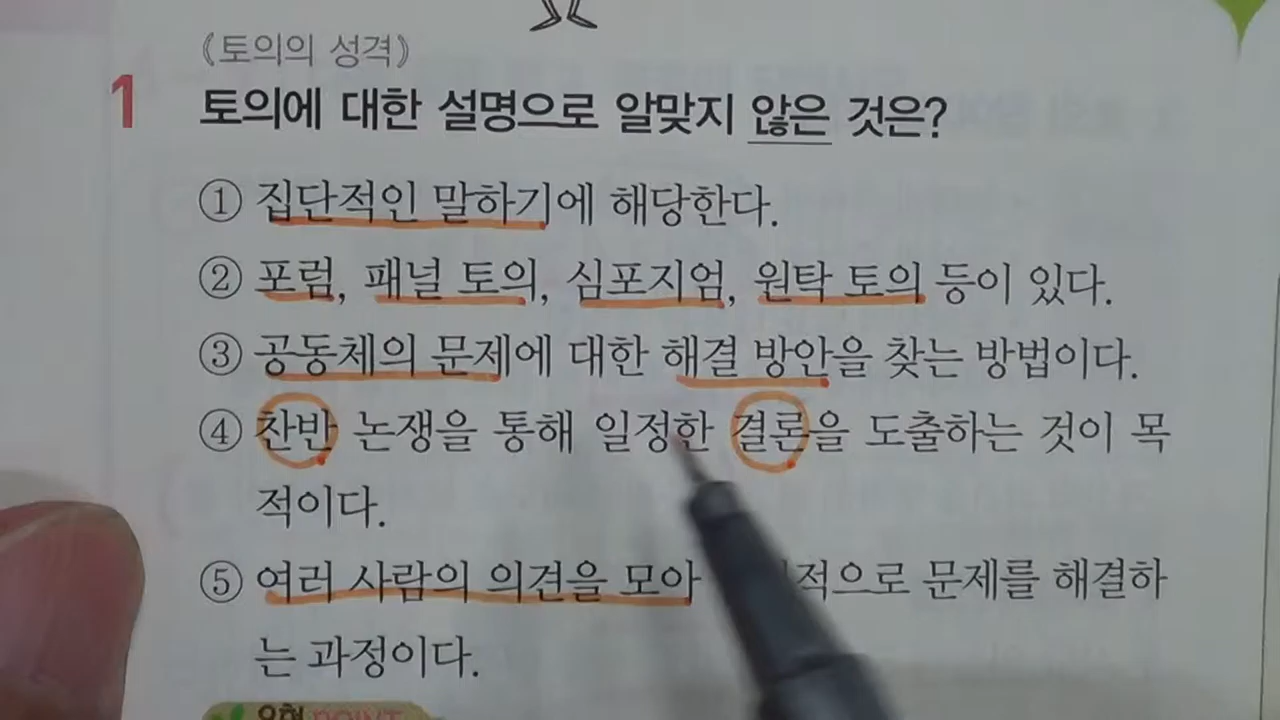 《토의의 성격》
1 토의에 대한 설명으로 알맞지 않은 것은?
① 집단적인 말하기에 해당한다.
② 포럼, 패널 토의, 심포지엄, 원탁 토의 등이 있다.
③ 공동체의 문제에 대한 해결 방안을 찾는 방법이다.
④ 찬반 논쟁을 통해 일정한 결론을 도출하는 것이 목
적이다.
⑤ 여러 사람의 의견을 모아 적으로 문제를 해결하
는 과정이다.
유형 POINT